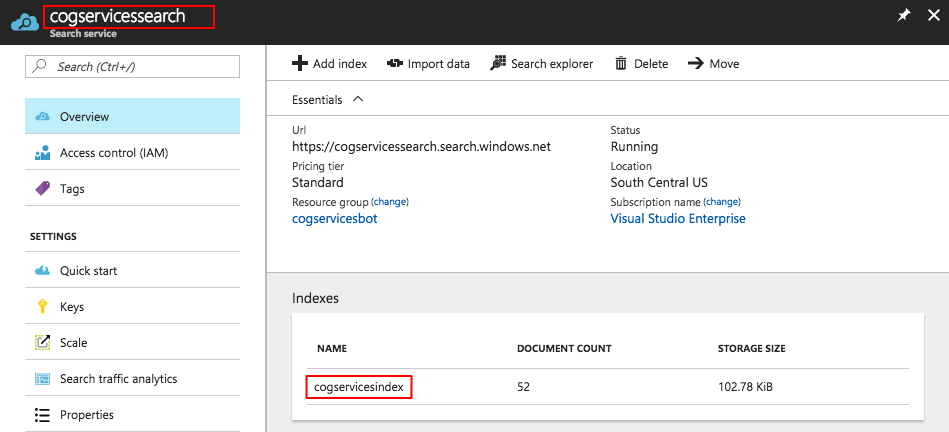 cogservicessearch
Search service
Search (Ctrl+/)
Overview
Access control (IAM)
Tags
SETTINGS
Quick start
Keys
Scale
Search traffic analytics
Properties
Add index Import data Search explorer Delete Move
Essentials
Url Status
https://cogservicessearch.search.windows.net Running
Pricing tier Location
Standard South Central US
Resource group (change) Subscription name (change)
cogservicesbot Visual Studio Enterprise
Indexes
NAME DOCUMENT COUNT STORAGE SIZE
cogservicesindex 52 102.78 KiB